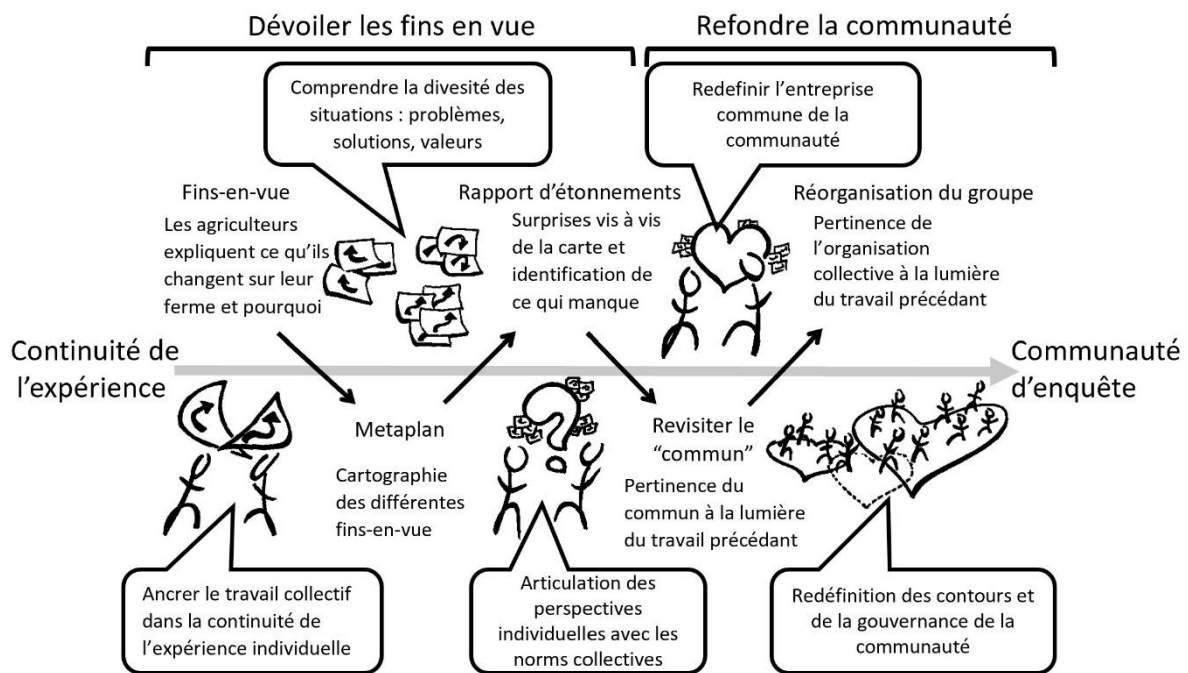 Dévoiler les fins en vue
Refondre la communauté
Comprendre la divesité des
situations : problèmes,
solutions, valeurs
Redefinir l'entreprise
commune de la
communauté
Fins-en-vue
Les agriculteurs
expliquent ce qu'ils
changent sur leur
ferme et pourquoi
Rapport d'étonnements
Surprises vis à vis
de la carte et
identification de
ce qui manque
Réorganisation du groupe
Pertinence de
l'organisation
collective à la lumière
du travail précédant
Continuité de
l'expérience
Communauté
d'enquête
Metaplan
Cartographie
des différentes
fins-en-vue
Revisiter le
"commun"
Pertinence du
commun à la lumière
du travail précédant
Ancrer le travail collectif
dans la continuité de
l'expérience individuelle
Articulation des
perspectives
individuelles avec les
norms collectives
Redéfinition des contours et
de la gouvernance de la
communauté